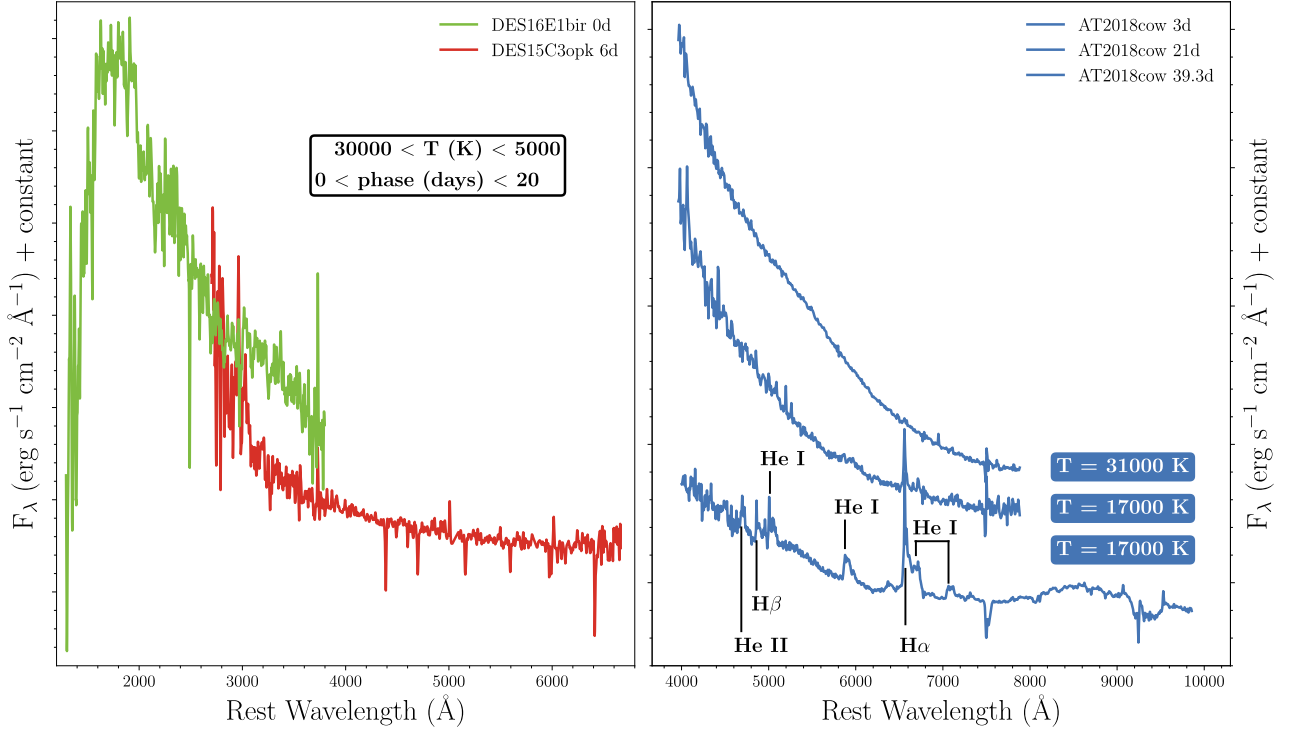 DES16E1bir 0d
DES15C3opk 6d
30000 < T (K) < 5000
0 < phase (days) < 20
F_λ (erg s⁻¹ cm⁻² Å⁻¹) + constant
2000 3000 4000 5000 6000
Rest Wavelength (Å)
AT2018cow 3d
AT2018cow 21d
AT2018cow 39.3d
T = 31000 K
T = 17000 K
T = 17000 K
He I
He I
He I
Hβ
He II
Hα
4000 5000 6000 7000 8000 9000 10000
Rest Wavelength (Å)
F_λ (erg s⁻¹ cm⁻² Å⁻¹) + constant